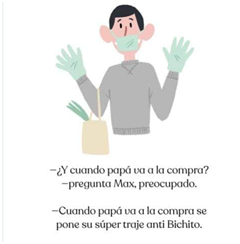 —¿Y cuando papá va a la compra?
—pregunta Max, preocupado.
—Cuando papá va a la compra se
pone su súper traje anti Bichito.